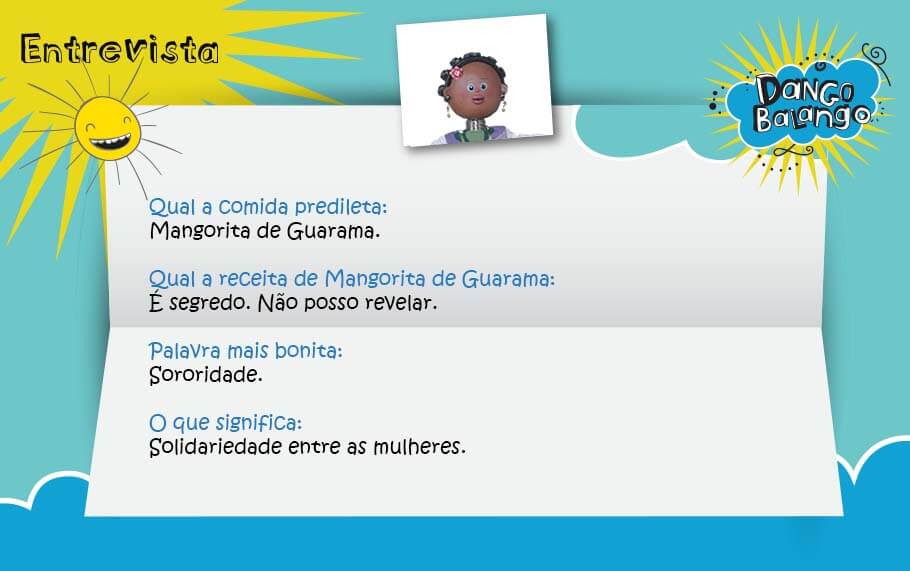 Entrevista
Dango
Balango
Qual a comida predileta:
Mangorita de Guarama.
Qual a receita de Mangorita de Guarama:
É segredo. Não posso revelar.
Palavra mais bonita:
Sororidade.
O que significa:
Solidariedade entre as mulheres.